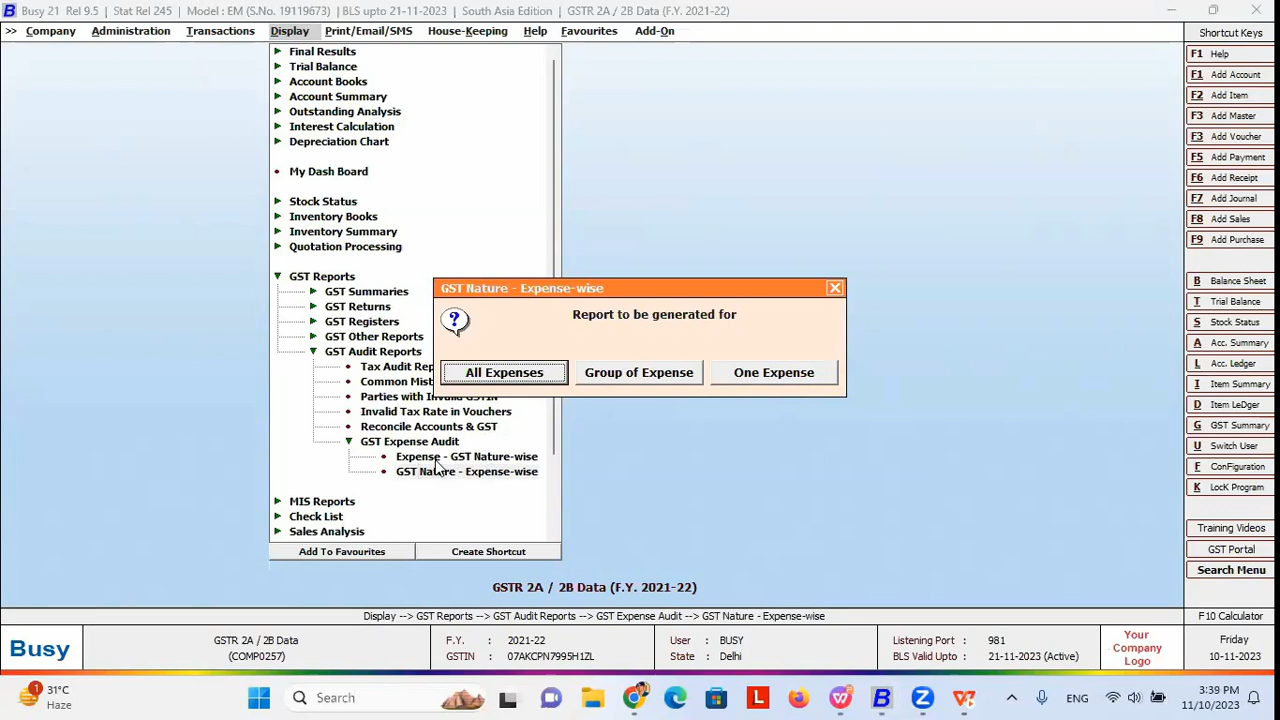 Busy 21 Rel 9.5 | Stat Rel 245 | Model : EM (S.No. 19119673) | BLS upto 21-11-2023 | South Asia Edition | GSTR 2A / 2B Data (F.Y. 2021-22)
>> Company Administration Transactions Display Print/Email/SMS House-Keeping Help Favourites Add-On
Final Results
Trial Balance
Account Books
Account Summary
Outstanding Analysis
Interest Calculation
Depreciation Chart
My Dash Board
Stock Status
Inventory Books
Inventory Summary
Quotation Processing
GST Reports
GST Summaries
GST Returns
GST Registers
GST Other Reports
GST Audit Reports
Tax Audit Rep
Common Mist
Parties with Invalid GSTIN
Invalid Tax Rate in Vouchers
Reconcile Accounts & GST
GST Expense Audit
Expense - GST Nature-wise
GST Nature - Expense-wise
MIS Reports
Check List
Sales Analysis
Add To Favourites Create Shortcut
GST Nature - Expense-wise
?
Report to be generated for
All Expenses Group of Expense One Expense
Shortcut Keys
F1 Help
F1 Add Account
F2 Add Item
F3 Add Master
F3 Add Voucher
F5 Add Payment
F6 Add Receipt
F7 Add Journal
F8 Add Sales
F9 Add Purchase
B Balance Sheet
T Trial Balance
S Stock Status
A Acc. Summary
L Acc. Ledger
I Item Summary
D Item LeDger
G GST Summary
U Switch User
F ConFiguration
K LocK Program
Training Videos
GST Portal
Search Menu
GSTR 2A / 2B Data (F.Y. 2021-22)
Display --> GST Reports --> GST Audit Reports --> GST Expense Audit --> GST Nature - Expense-wise
F10 Calculator
Busy
GSTR 2A / 2B Data
(COMP0257)
F.Y. : 2021-22
GSTIN : 07AKCPN7995H1ZL
User : BUSY
State : Delhi
Listening Port : 981
BLS Valid Upto : 21-11-2023 (Active)
Your
Company
Logo
Friday
10-11-2023
1
31°C
Haze
Search
L
B
ENG
3:39 PM
11/10/2023